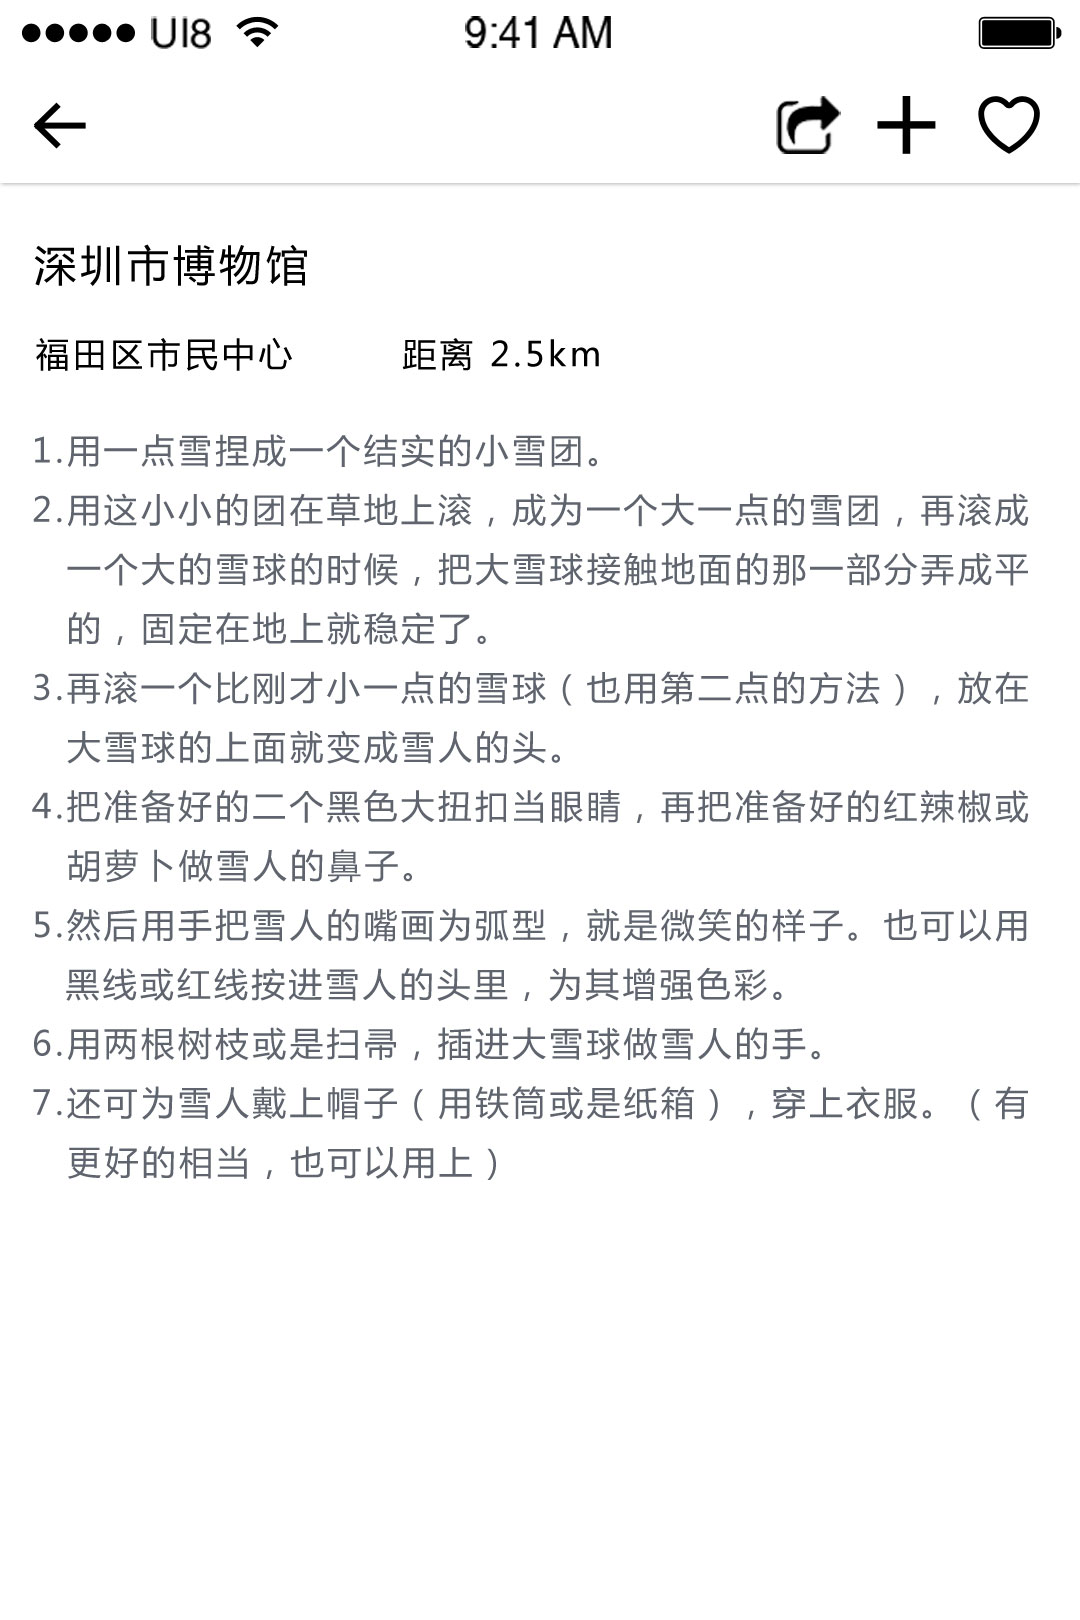 UI8
9:41 AM
深圳市博物馆
福田区市民中心 距离 2.5km
1.用一点雪捏成一个结实的小雪团。
2.用这小小的团在草地上滚，成为一个大一点的雪团，再滚成
一个大的雪球的时候，把大雪球接触地面的那一部分弄成平
的，固定在地上就稳定了。
3.再滚一个比刚才小一点的雪球（也用第二点的方法），放在
大雪球的上面就变成雪人的头。
4.把准备好的二个黑色大扭扣当眼睛，再把准备好的红辣椒或
胡萝卜做雪人的鼻子。
5.然后用手把雪人的嘴画为弧型，就是微笑的样子。也可以用
黑线或红线按进雪人的头里，为其增强色彩。
6.用两根树枝或是扫帚，插进大雪球做雪人的手。
7.还可为雪人戴上帽子（用铁筒或是纸箱），穿上衣服。（有
更好的相当，也可以用上）